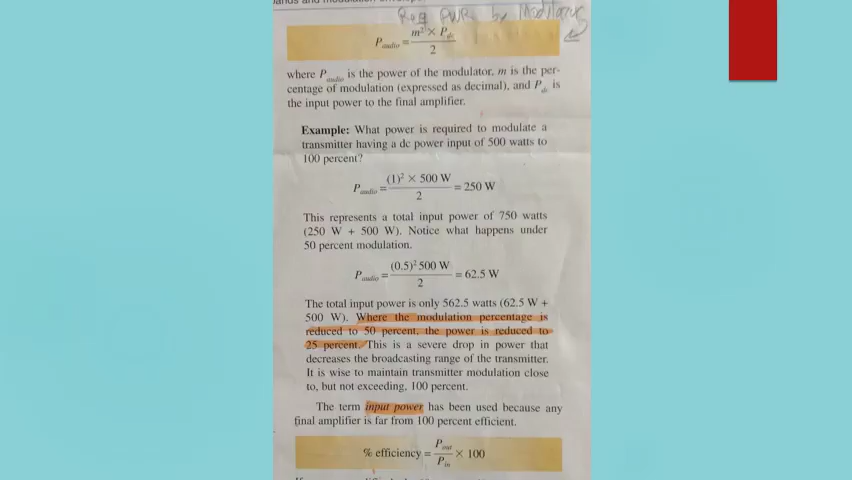 Req PWR by Modulator
P_audio = m² × P_dc / 2
where P_audio is the power of the modulator, m is the per-
centage of modulation (expressed as decimal), and P_dc is
the input power to the final amplifier.
Example: What power is required to modulate a
transmitter having a dc power input of 500 watts to
100 percent?
P_audio = (1)² × 500 W / 2 = 250 W
This represents a total input power of 750 watts
(250 W + 500 W). Notice what happens under
50 percent modulation.
P_audio = (0.5)² 500 W / 2 = 62.5 W
The total input power is only 562.5 watts (62.5 W +
500 W). Where the modulation percentage is
reduced to 50 percent, the power is reduced to
25 percent. This is a severe drop in power that
decreases the broadcasting range of the transmitter.
It is wise to maintain transmitter modulation close
to, but not exceeding, 100 percent.
The term input power has been used because any
final amplifier is far from 100 percent efficient.
% efficiency = P_out / P_in × 100